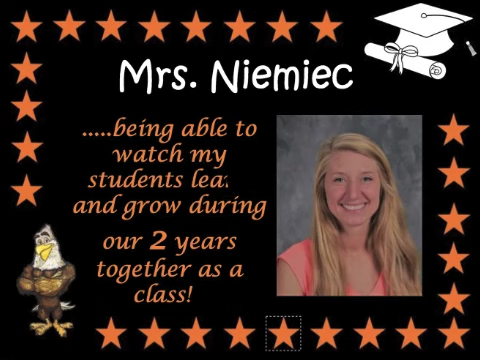 Mrs. Niemiec
.....being able to
watch my
students
and grow during
our 2 years
together as a
class!